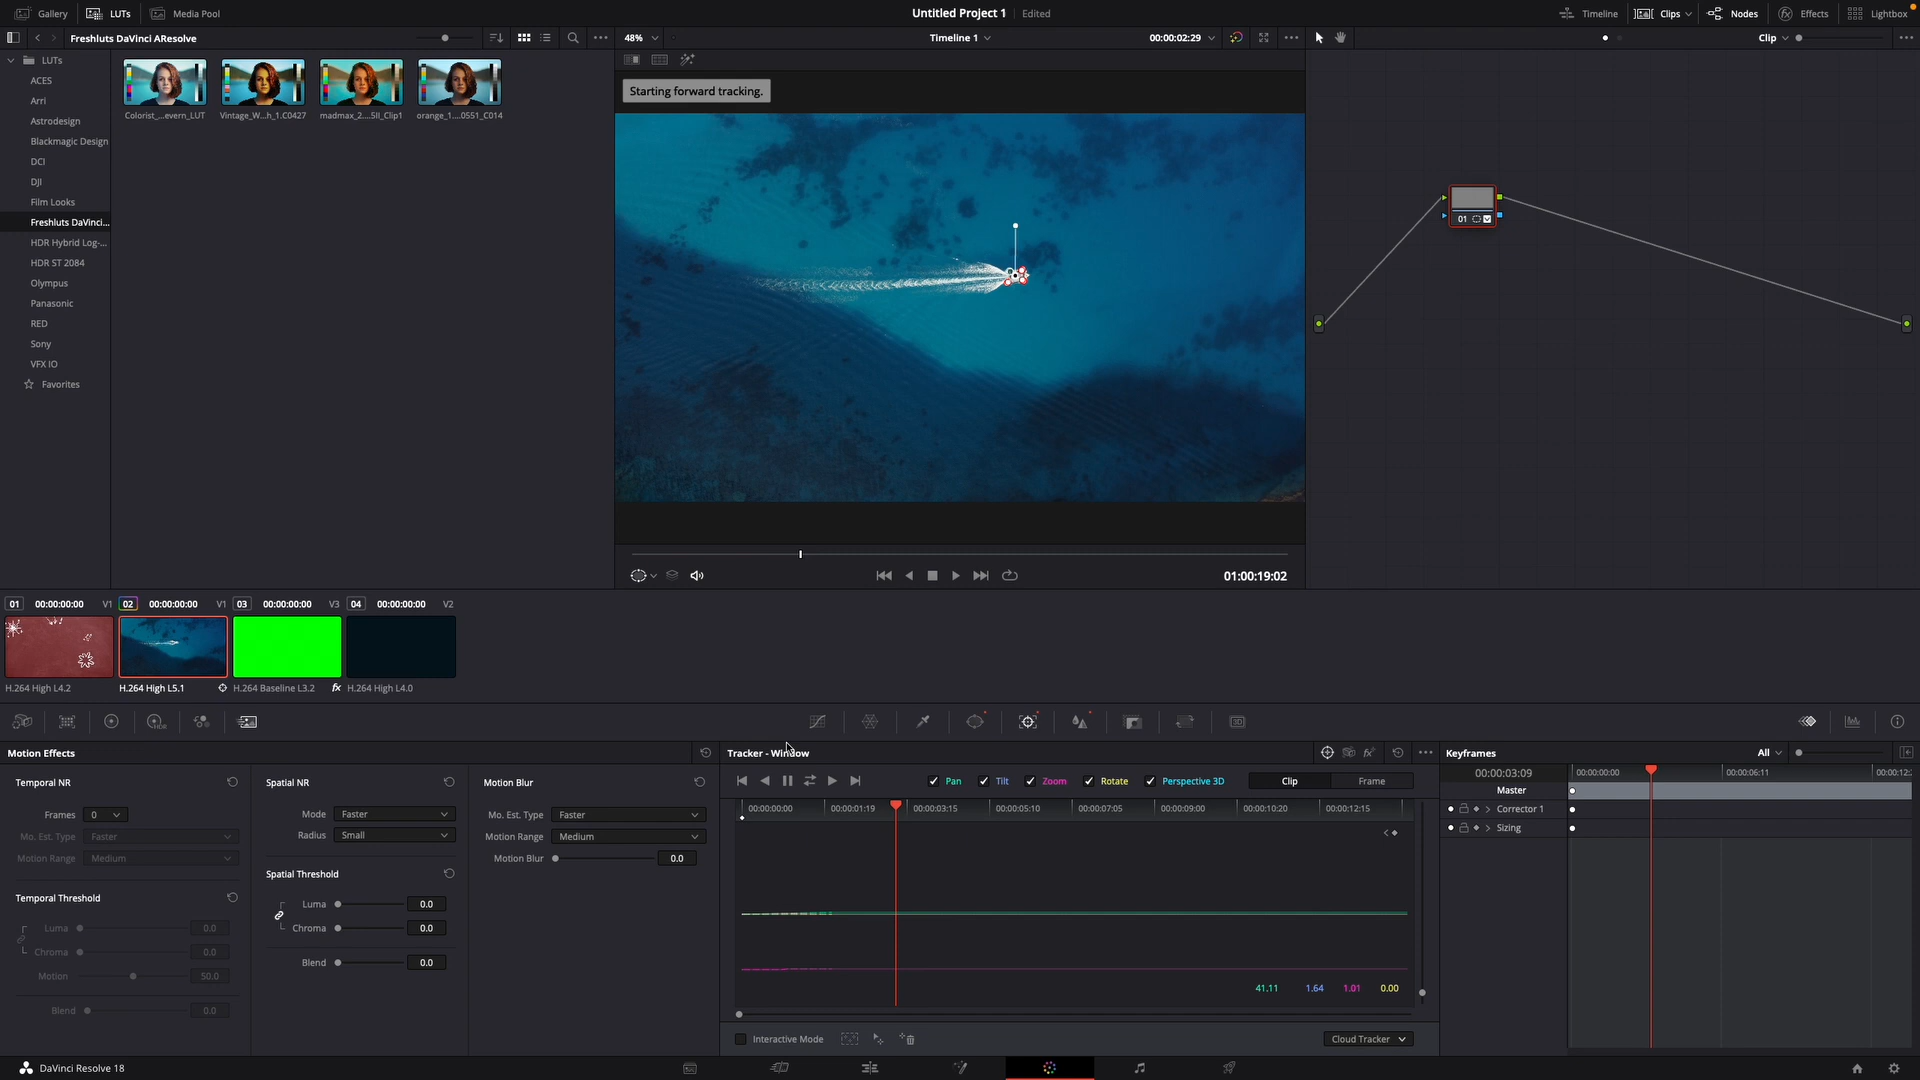 Gallery LUTs Media Pool Untitled Project 1 Edited Timeline Clips Nodes Effects Lightbox
Freshluts DaVinci AResolve 48% Timeline 1 00:00:02:29 Clip
LUTs
ACES
Arri
Astrodesign
Blackmagic Design
DCI
DJI
Film Looks
Freshluts DaVinci...
HDR Hybrid Log-...
HDR ST 2084
Olympus
Panasonic
RED
Sony
VFX IO
Favorites
Colorist_...evern_LUT Vintage_W...h_1.C0427 madmax_2....5II_Clip1 orange_1....0551_C014
Starting forward tracking.
01
01:00:19:02
01 00:00:00:00 V1 02 00:00:00:00 V1 03 00:00:00:00 V3 04 00:00:00:00 V2
H.264 High L4.2 H.264 High L5.1 H.264 Baseline L3.2 fx H.264 High L4.0
Motion Effects
Temporal NR
Frames 0
Mo. Est. Type Faster
Motion Range Medium
Temporal Threshold
Luma 0.0
Chroma 0.0
Motion 50.0
Blend 0.0
Spatial NR
Mode Faster
Radius Small
Spatial Threshold
Luma 0.0
Chroma 0.0
Blend 0.0
Motion Blur
Mo. Est. Type Faster
Motion Range Medium
Motion Blur 0.0
Tracker - Window
Pan Tilt Zoom Rotate Perspective 3D Clip Frame
00:00:00:00 00:00:01:19 00:00:03:15 00:00:05:10 00:00:07:05 00:00:09:00 00:00:10:20 00:00:12:15
41.11 1.64 1.01 0.00
Interactive Mode Cloud Tracker
Keyframes All
00:00:03:09 00:00:00:00 00:00:06:11 00:00:12:
Master
Corrector 1
Sizing
DaVinci Resolve 18